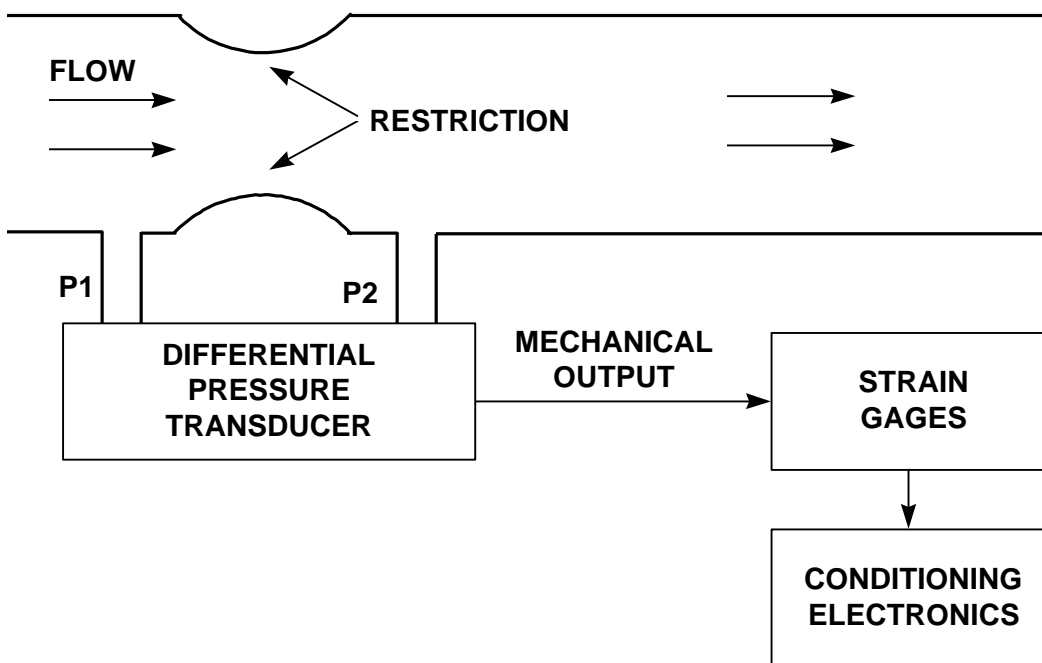 FLOW
RESTRICTION
P1
P2
DIFFERENTIAL
PRESSURE
TRANSDUCER
MECHANICAL
OUTPUT
STRAIN
GAGES
CONDITIONING
ELECTRONICS